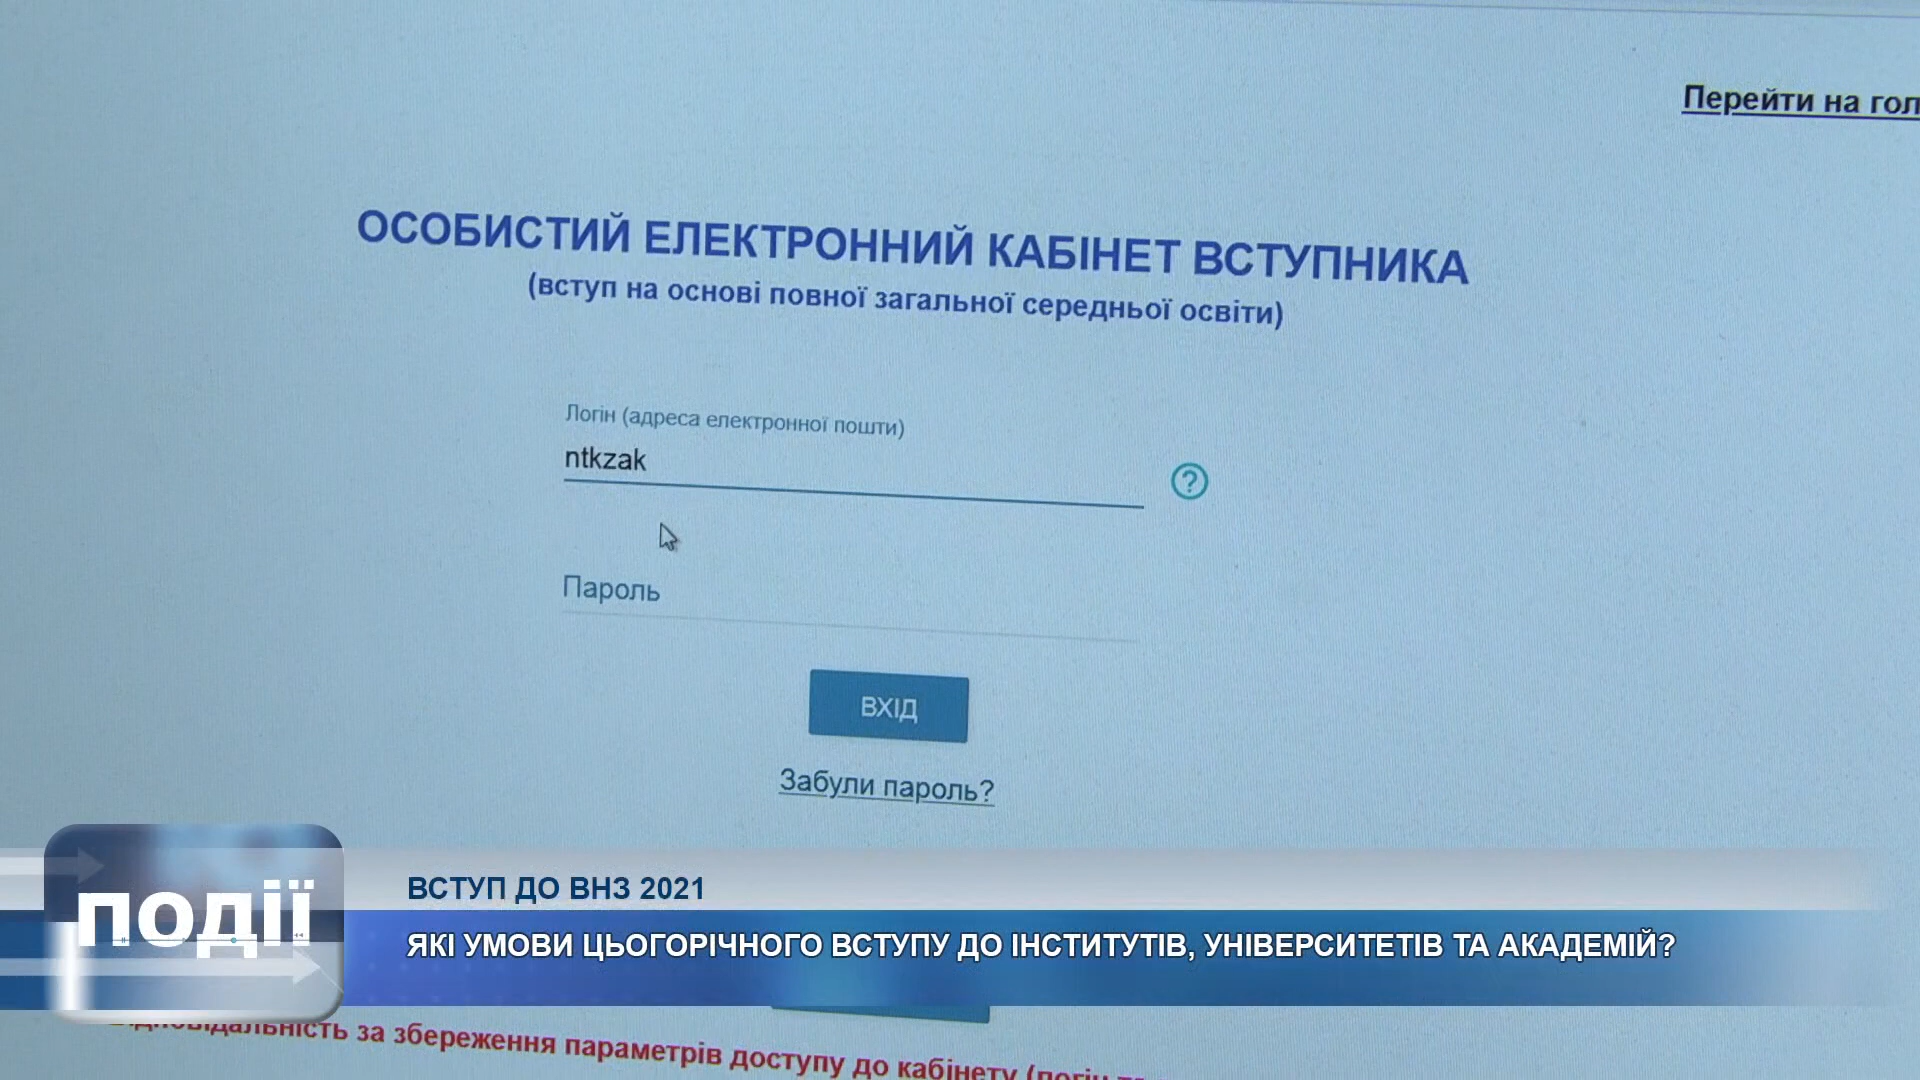 Перейти на гол
ОСОБИСТИЙ ЕЛЕКТРОННИЙ КАБІНЕТ ВСТУПНИКА
(вступ на основі повної загальної середньої освіти)
Логін (адреса електронної пошти)
ntkzak
?
Пароль
ВХІД
Забули пароль?
ПОДІЇ
ВСТУП ДО ВНЗ 2021
ЯКІ УМОВИ ЦЬОГОРІЧНОГО ВСТУПУ ДО ІНСТИТУТІВ, УНІВЕРСИТЕТІВ ТА АКАДЕМІЙ?
за збереження параметрів доступу до кабінету